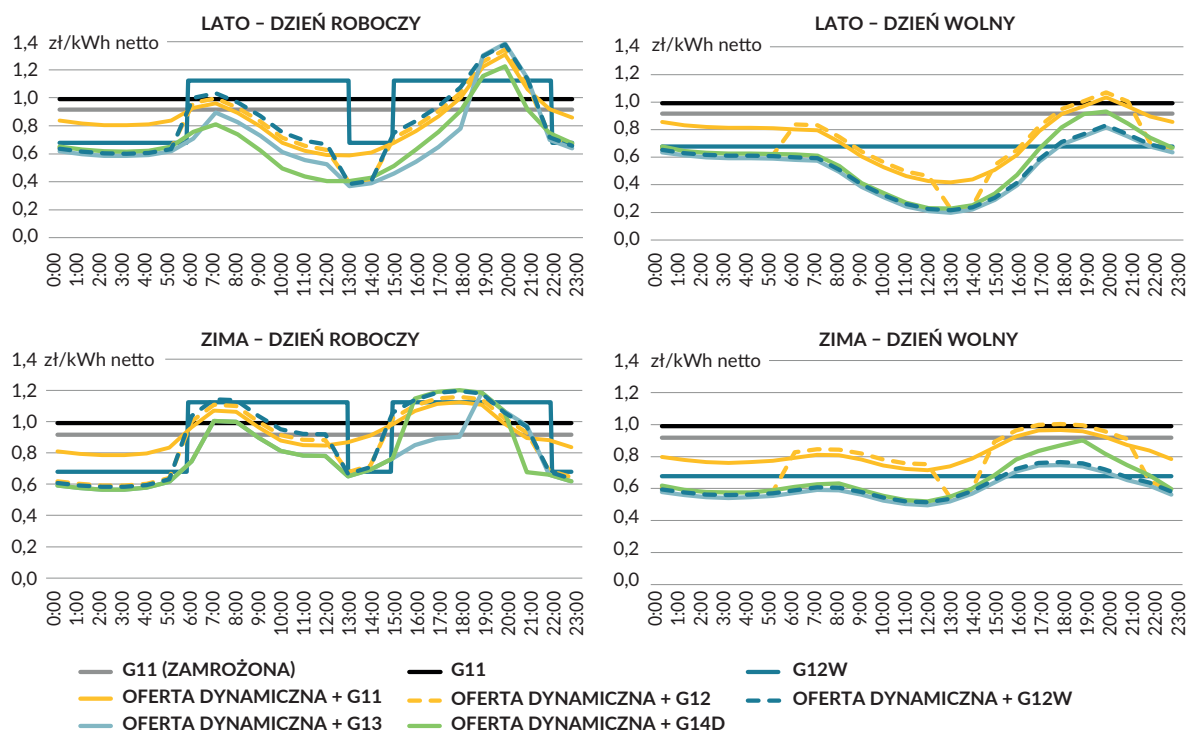 LATO – DZIEŃ ROBOCZY
1,4 zł/kWh netto
1,2
1,0
0,8
0,6
0,4
0,2
0,0
0:00 1:00 2:00 3:00 4:00 5:00 6:00 7:00 8:00 9:00 10:00 11:00 12:00 13:00 14:00 15:00 16:00 17:00 18:00 19:00 20:00 21:00 22:00 23:00
LATO – DZIEŃ WOLNY
1,4 zł/kWh netto
1,2
1,0
0,8
0,6
0,4
0,2
0,0
0:00 1:00 2:00 3:00 4:00 5:00 6:00 7:00 8:00 9:00 10:00 11:00 12:00 13:00 14:00 15:00 16:00 17:00 18:00 19:00 20:00 21:00 22:00 23:00
ZIMA – DZIEŃ ROBOCZY
1,4 zł/kWh netto
1,2
1,0
0,8
0,6
0,4
0,2
0,0
0:00 1:00 2:00 3:00 4:00 5:00 6:00 7:00 8:00 9:00 10:00 11:00 12:00 13:00 14:00 15:00 16:00 17:00 18:00 19:00 20:00 21:00 22:00 23:00
ZIMA – DZIEŃ WOLNY
1,4 zł/kWh netto
1,2
1,0
0,8
0,6
0,4
0,2
0,0
0:00 1:00 2:00 3:00 4:00 5:00 6:00 7:00 8:00 9:00 10:00 11:00 12:00 13:00 14:00 15:00 16:00 17:00 18:00 19:00 20:00 21:00 22:00 23:00
G11 (ZAMROŻONA) G11 G12W
OFERTA DYNAMICZNA + G11 OFERTA DYNAMICZNA + G12 OFERTA DYNAMICZNA + G12W
OFERTA DYNAMICZNA + G13 OFERTA DYNAMICZNA + G14D